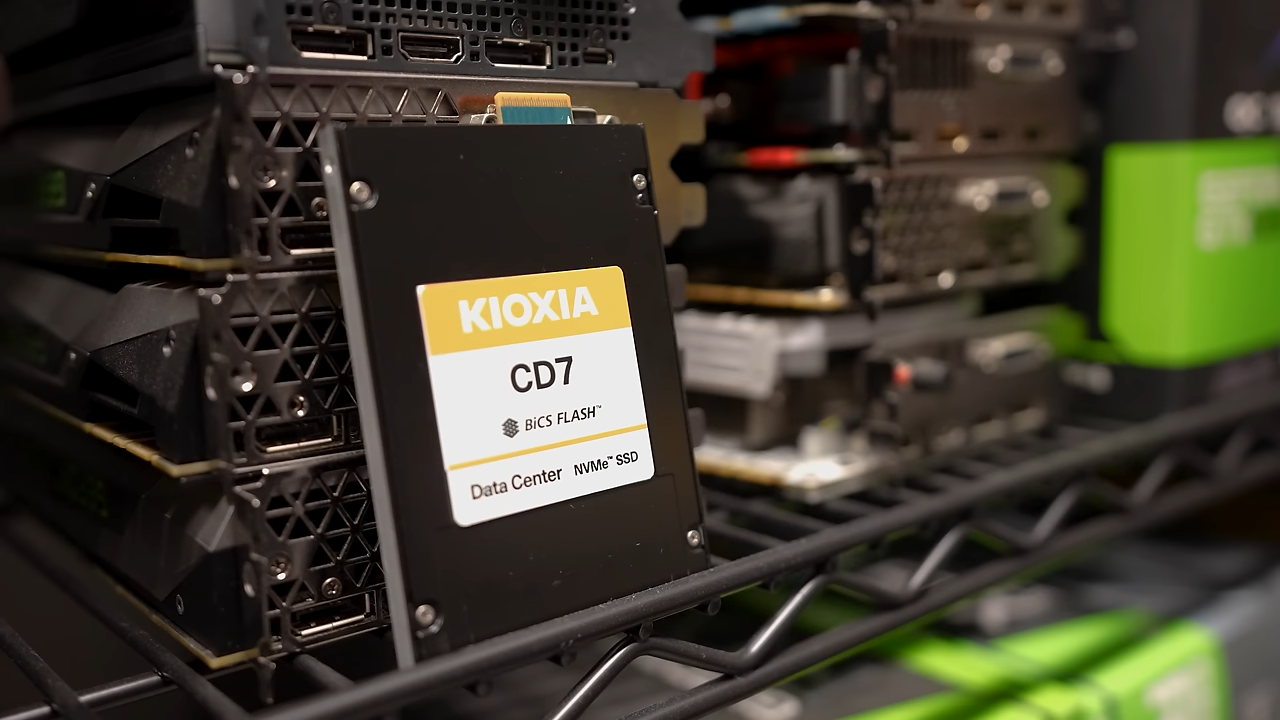 KIOXIA
CD7
BiCS FLASH™
Data Center NVMe™ SSD